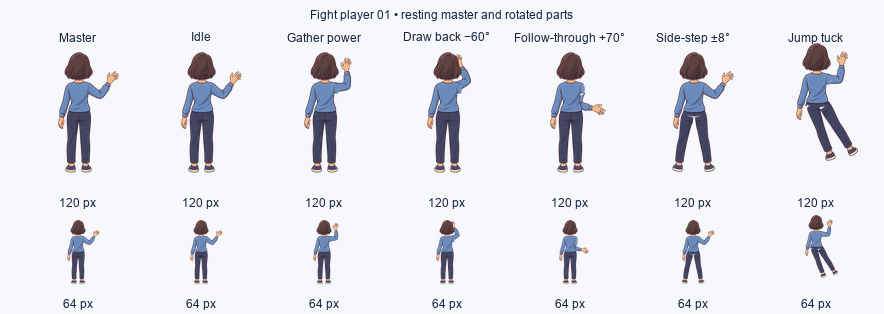 Fight player 01 • resting master and rotated parts
Master
Idle
Gather power
Draw back −60°
Follow-through +70°
Side-step ±8°
Jump tuck
120 px
120 px
120 px
120 px
120 px
120 px
120 px
64 px
64 px
64 px
64 px
64 px
64 px
64 px